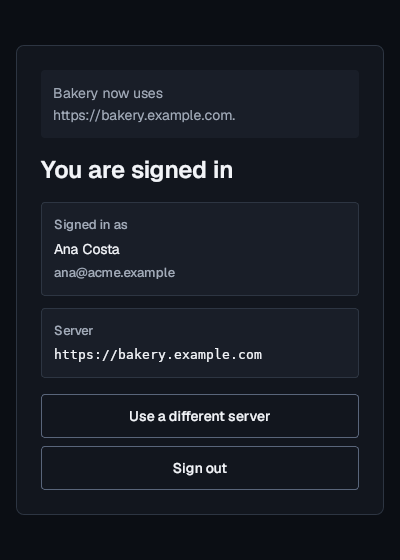 Bakery now uses
https://bakery.example.com.
You are signed in
Signed in as
Ana Costa
ana@acme.example
Server
https://bakery.example.com
Use a different server
Sign out